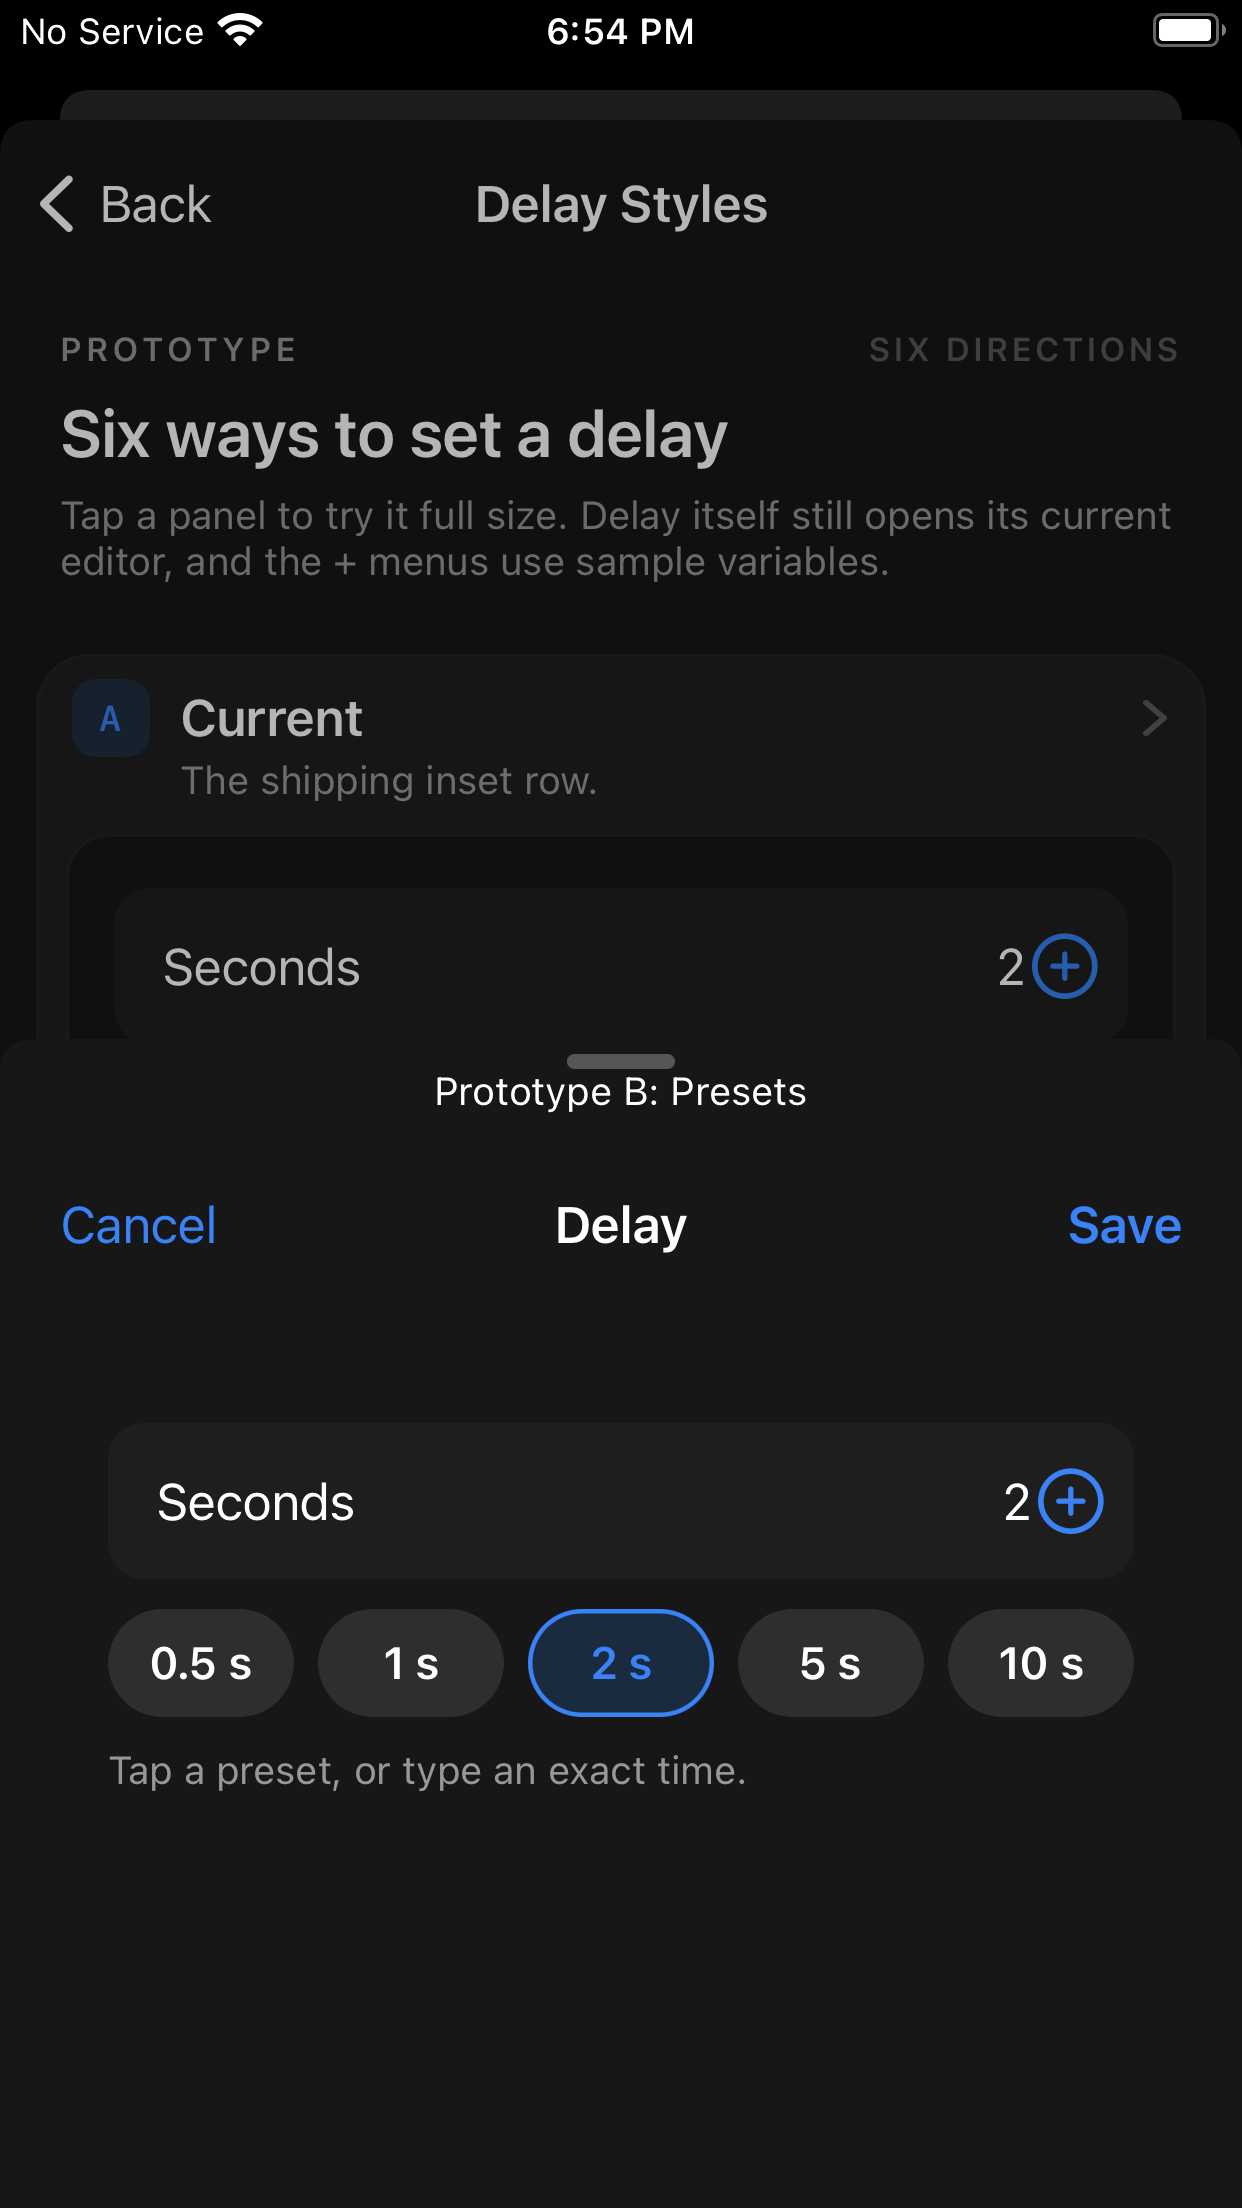 No Service
6:54 PM
Back
Delay Styles
PROTOTYPE
SIX DIRECTIONS
Six ways to set a delay
Tap a panel to try it full size. Delay itself still opens its current
editor, and the + menus use sample variables.
A
Current
The shipping inset row.
Seconds
2
Prototype B: Presets
Cancel
Delay
Save
Seconds
2
0.5 s
1 s
2 s
5 s
10 s
Tap a preset, or type an exact time.